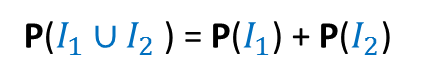 P(I₁ ∪ I₂ ) = P(I₁) + P(I₂)